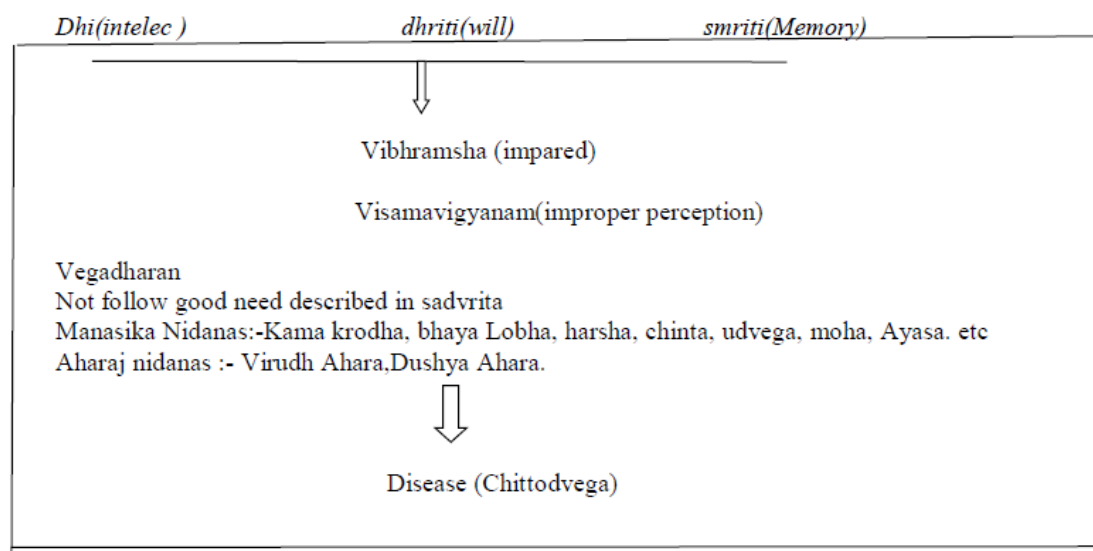 Dhi(intelec ) dhriti(will) smriti(Memory)
Vibhramsha (impared)
Visamavigyanam(improper perception)
Vegadharan
Not follow good need described in sadvrita
Manasika Nidanas:-Kama krodha, bhaya Lobha, harsha, chinta, udvega, moha, Ayasa. etc
Aharaj nidanas :- Virudh Ahara,Dushya Ahara.
Disease (Chittodvega)